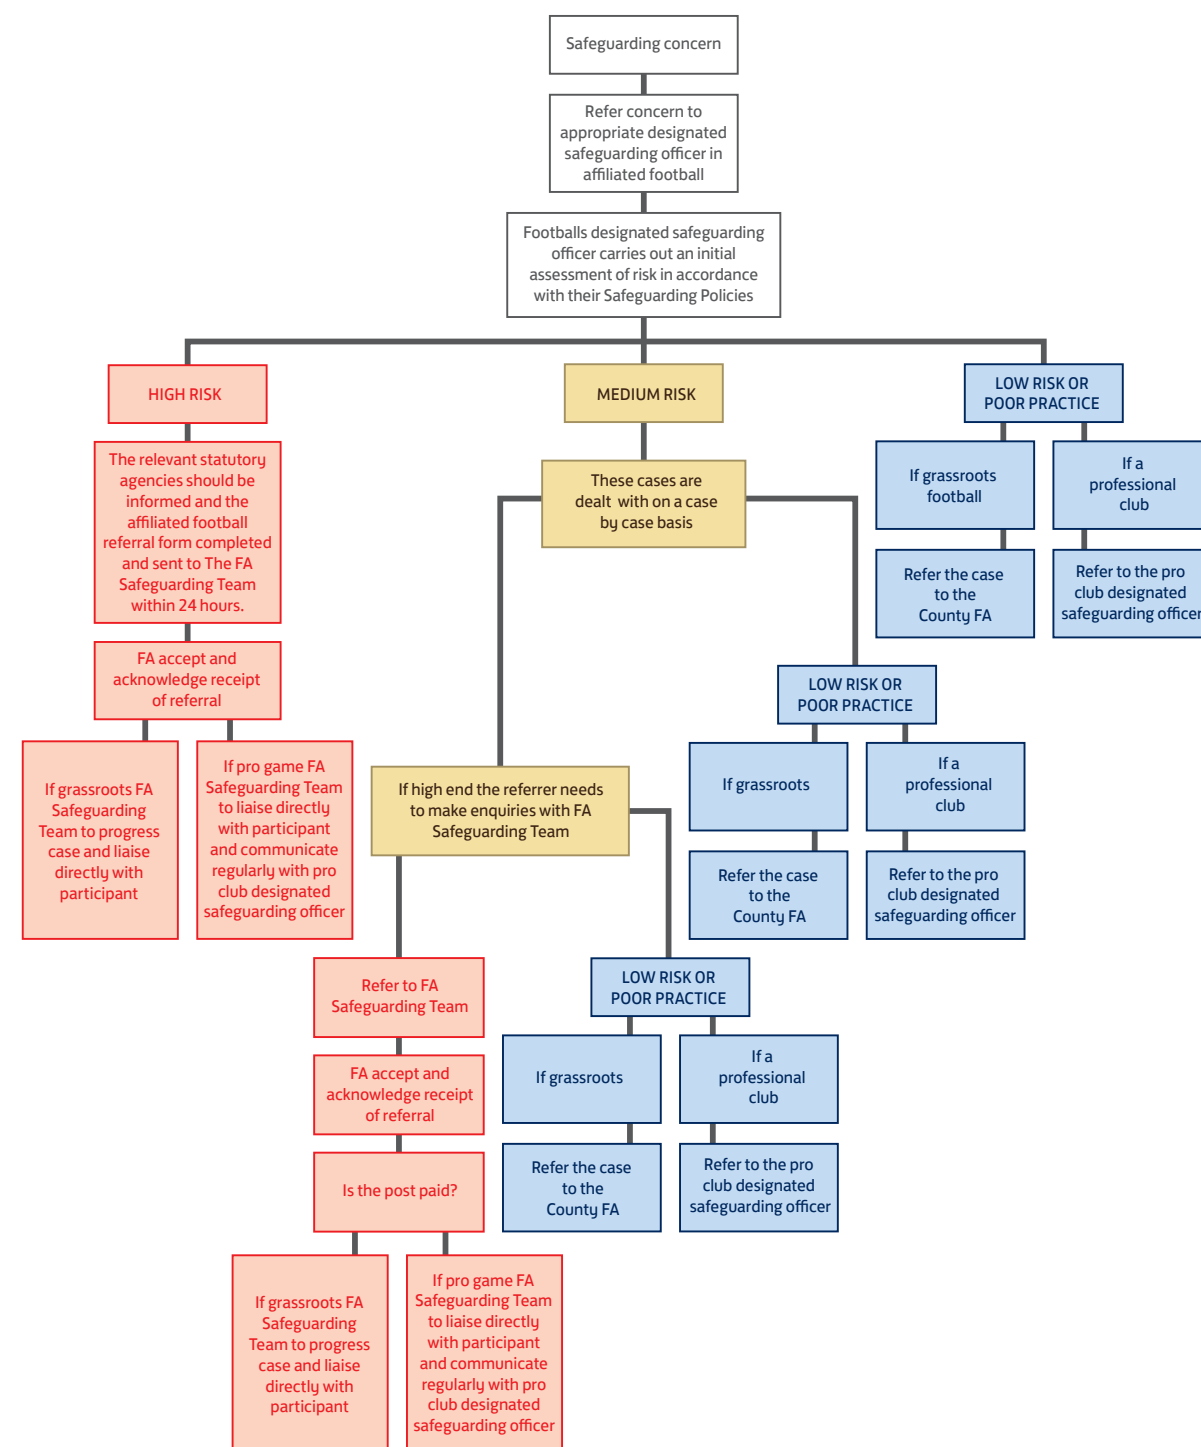 Safeguarding concern
Refer concern to
appropriate designated
safeguarding officer in
affiliated football
Footballs designated safeguarding
officer carries out an initial
assessment of risk in accordance
with their Safeguarding Policies
HIGH RISK
The relevant statutory
agencies should be
informed and the
affiliated football
referral form completed
and sent to The FA
Safeguarding Team
within 24 hours.
FA accept and
acknowledge receipt
of referral
If grassroots FA
Safeguarding
Team to progress
case and liaise
directly with
participant
If pro game FA
Safeguarding Team
to liaise directly
with participant
and communicate
regularly with pro
club designated
safeguarding officer
MEDIUM RISK
These cases are
dealt with on a case
by case basis
If high end the referrer needs
to make enquiries with FA
Safeguarding Team
Refer to FA
Safeguarding Team
FA accept and
acknowledge receipt
of referral
Is the post paid?
If grassroots FA
Safeguarding
Team to progress
case and liaise
directly with
participant
If pro game FA
Safeguarding Team
to liaise directly
with participant
and communicate
regularly with pro
club designated
safeguarding officer
LOW RISK OR
POOR PRACTICE
If grassroots
Refer the case
to the
County FA
If a
professional
club
Refer to the pro
club designated
safeguarding officer
LOW RISK OR
POOR PRACTICE
If grassroots
Refer the case
to the
County FA
If a
professional
club
Refer to the pro
club designated
safeguarding officer
LOW RISK OR
POOR PRACTICE
If grassroots
football
Refer the case
to the
County FA
If a
professional
club
Refer to the pro
club designated
safeguarding officer